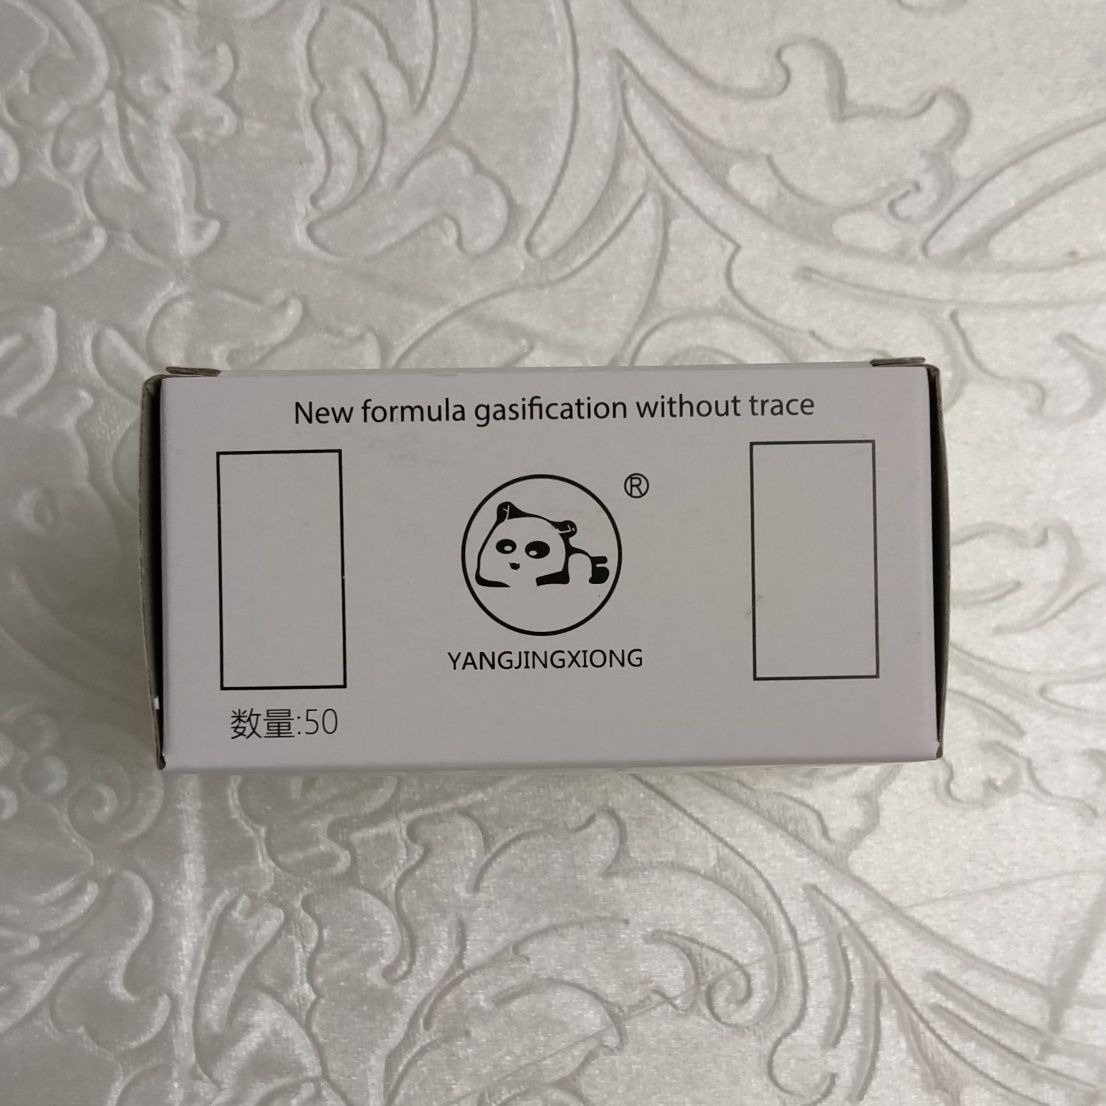 New formula gasification without trace
®
YANGJINGXIONG
数量:50